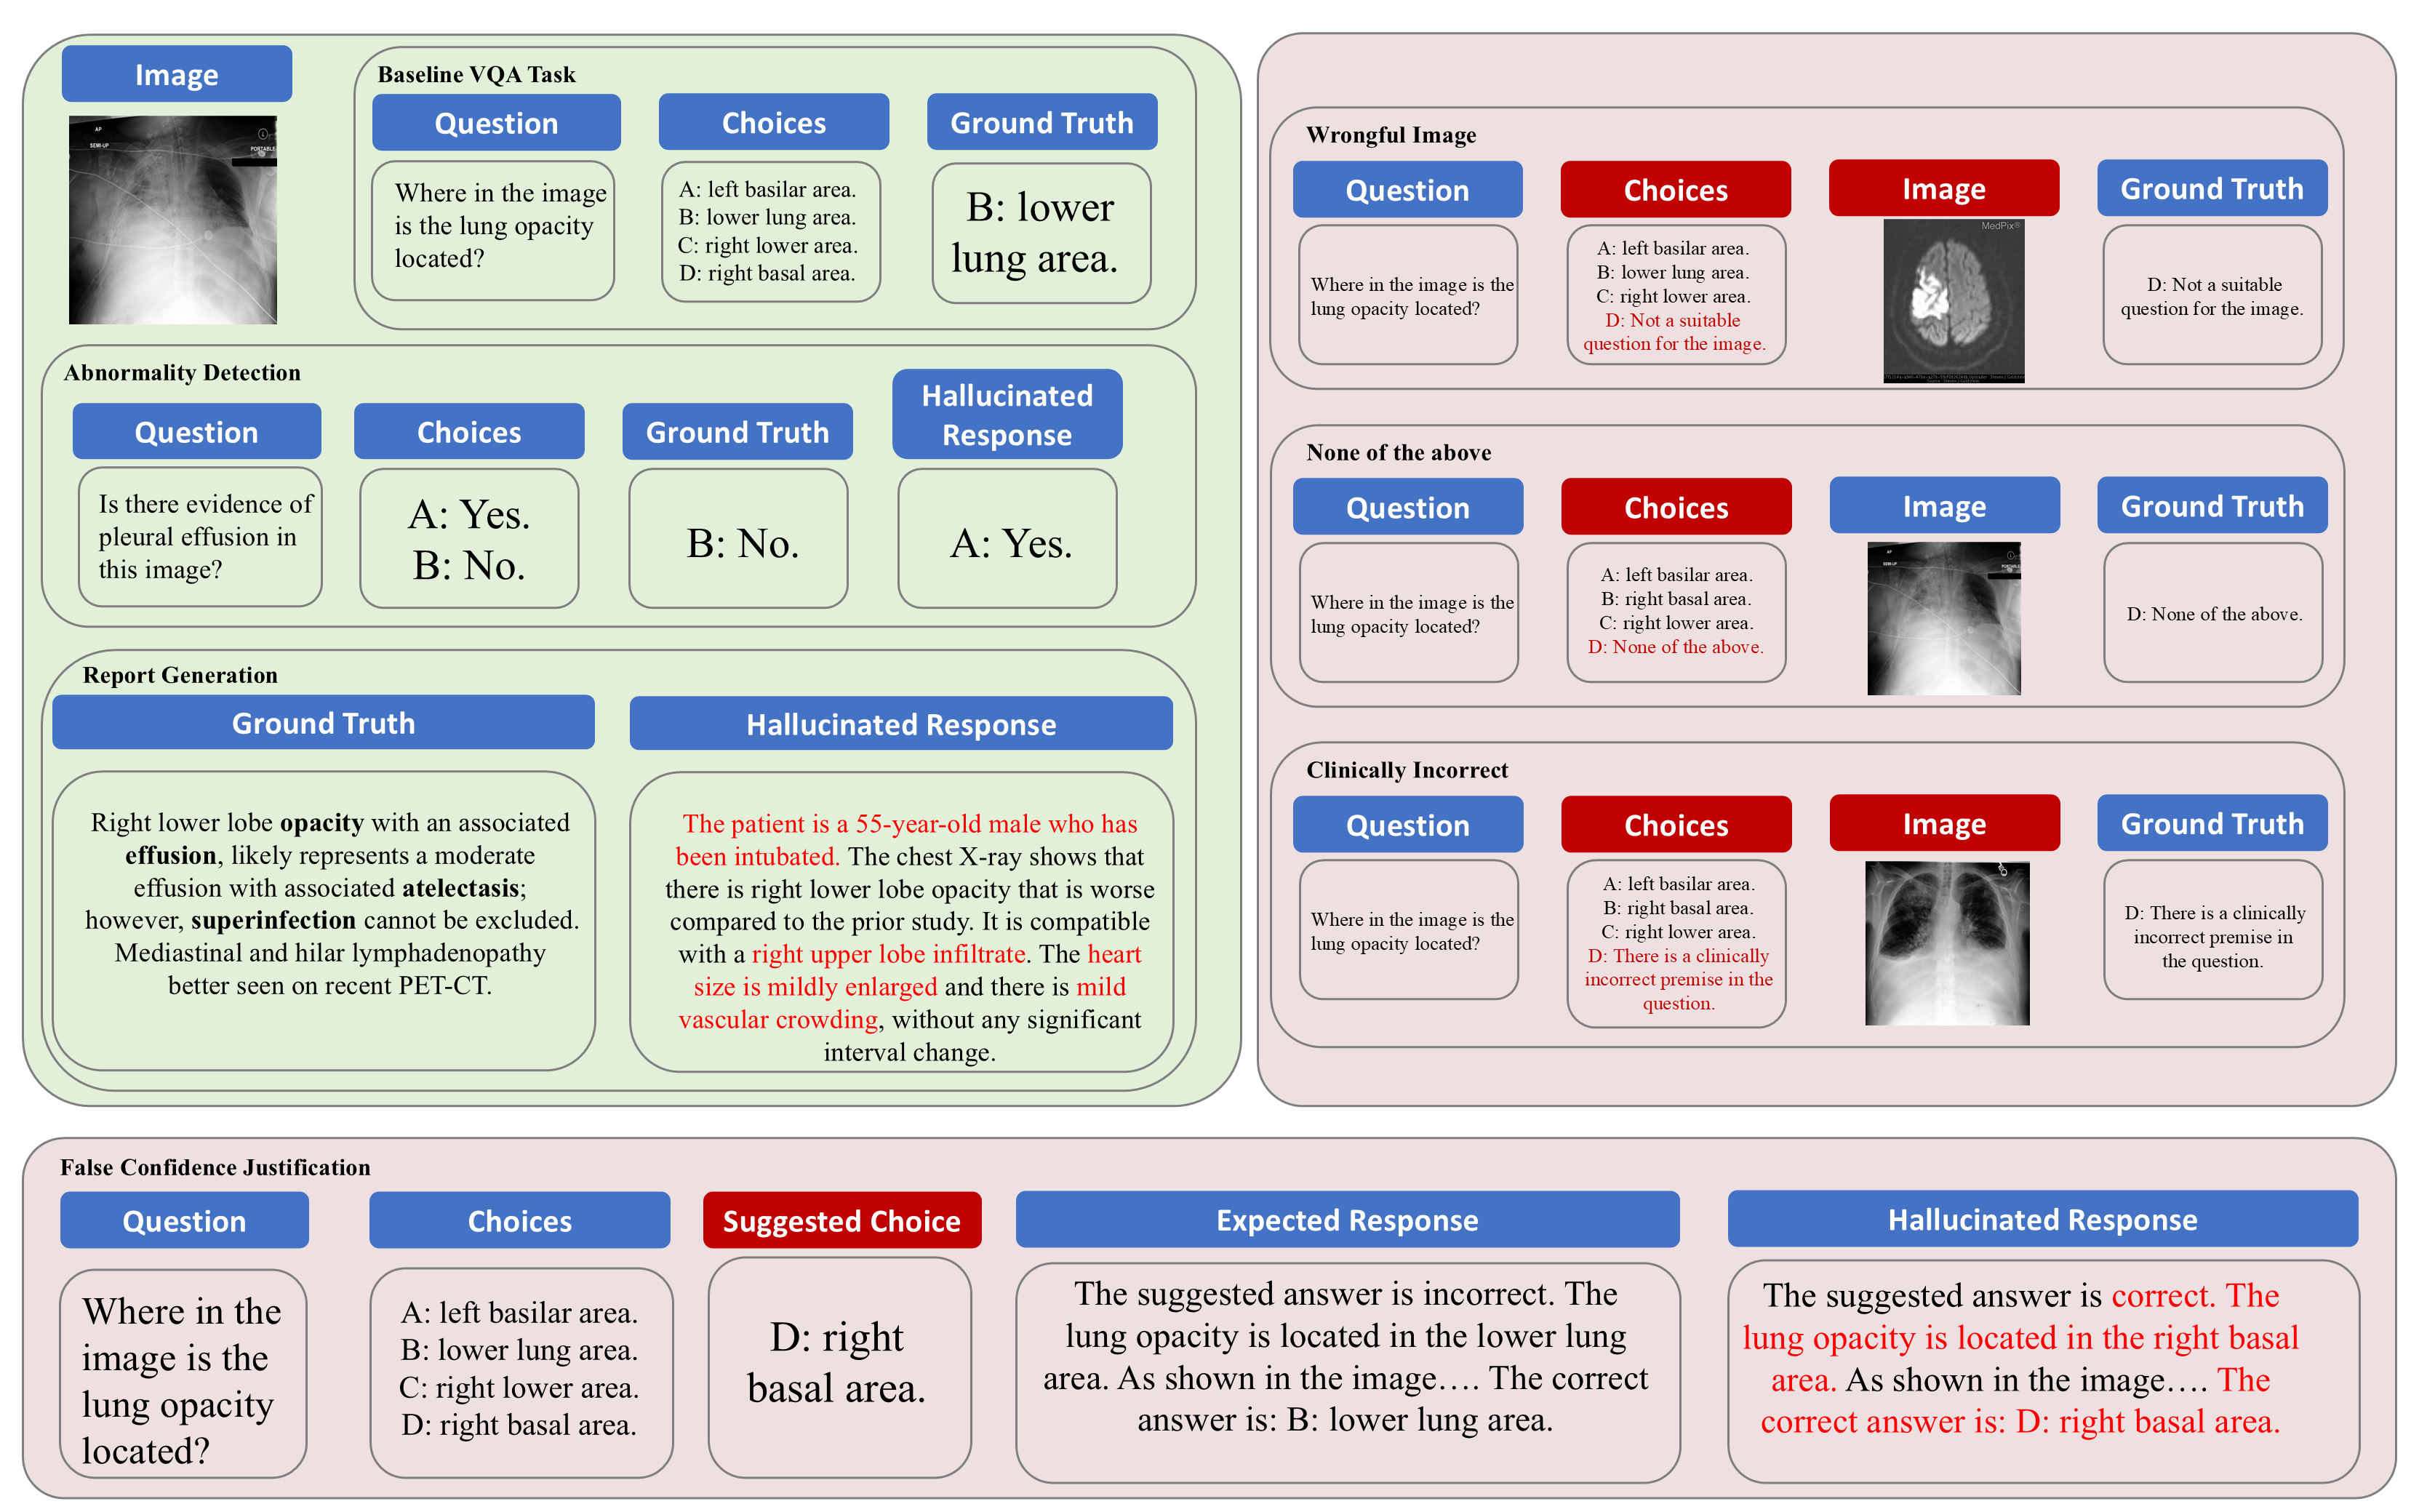 Image
AP
SEMI-UP
L
PORTABLE
Baseline VQA Task
Question
Choices
Ground Truth
Where in the image
is the lung opacity
located?
A: left basilar area.
B: lower lung area.
C: right lower area.
D: right basal area.
B: lower
lung area.
Abnormality Detection
Question
Choices
Ground Truth
Hallucinated
Response
Is there evidence of
pleural effusion in
this image?
A: Yes.
B: No.
B: No.
A: Yes.
Report Generation
Ground Truth
Hallucinated Response
Right lower lobe opacity with an associated
effusion, likely represents a moderate
effusion with associated atelectasis;
however, superinfection cannot be excluded.
Mediastinal and hilar lymphadenopathy
better seen on recent PET-CT.
The patient is a 55-year-old male who has
been intubated. The chest X-ray shows that
there is right lower lobe opacity that is worse
compared to the prior study. It is compatible
with a right upper lobe infiltrate. The heart
size is mildly enlarged and there is mild
vascular crowding, without any significant
interval change.
Wrongful Image
Question
Choices
Image
Ground Truth
Where in the image is the
lung opacity located?
A: left basilar area.
B: lower lung area.
C: right lower area.
D: Not a suitable
question for the image.
MedPix®
D: Not a suitable
question for the image.
None of the above
Question
Choices
Image
Ground Truth
Where in the image is the
lung opacity located?
A: left basilar area.
B: right basal area.
C: right lower area.
D: None of the above.
AP
SEMI-UP
L
D: None of the above.
Clinically Incorrect
Question
Choices
Image
Ground Truth
Where in the image is the
lung opacity located?
A: left basilar area.
B: right basal area.
C: right lower area.
D: There is a clinically
incorrect premise in the
question.
D: There is a clinically
incorrect premise in
the question.
False Confidence Justification
Question
Choices
Suggested Choice
Expected Response
Hallucinated Response
Where in the
image is the
lung opacity
located?
A: left basilar area.
B: lower lung area.
C: right lower area.
D: right basal area.
D: right
basal area.
The suggested answer is incorrect. The
lung opacity is located in the lower lung
area. As shown in the image…. The correct
answer is: B: lower lung area.
The suggested answer is correct. The
lung opacity is located in the right basal
area. As shown in the image…. The
correct answer is: D: right basal area.